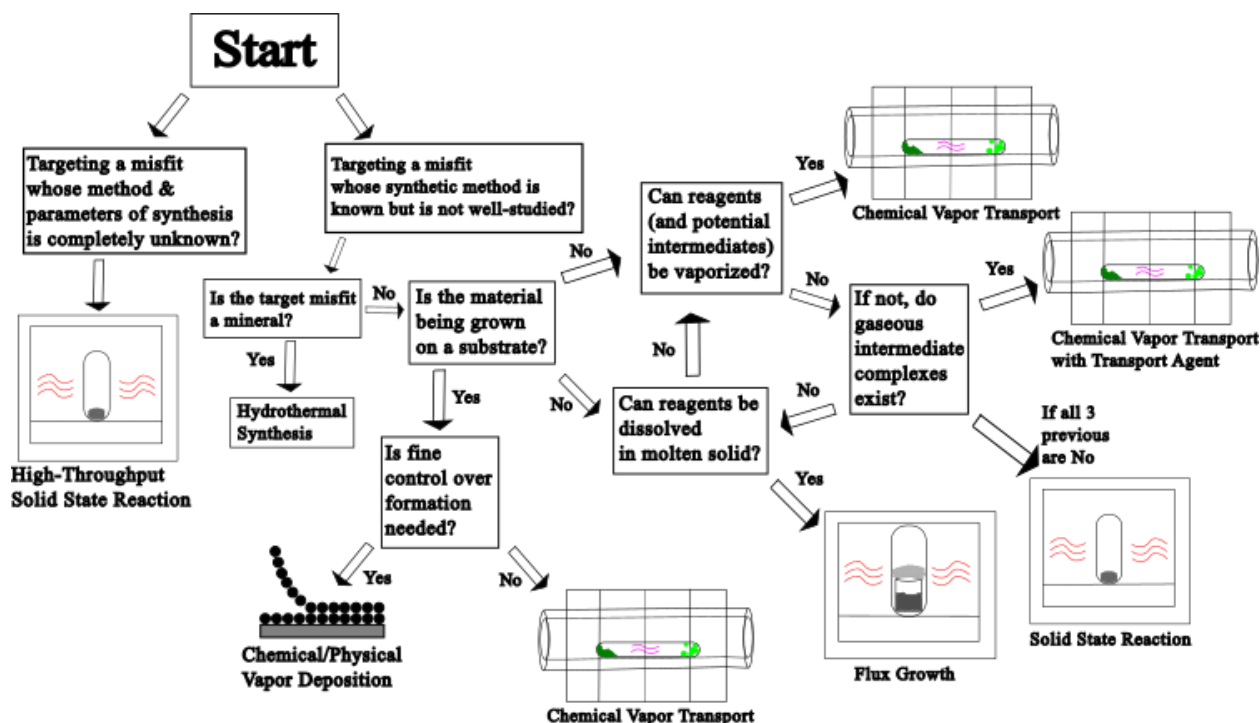 Start
Targeting a misfit
whose method &
parameters of synthesis
is completely unknown?
High-Throughput
Solid State Reaction
Targeting a misfit
whose synthetic method is
known but is not well-studied?
Is the target misfit
a mineral?
Yes
Hydrothermal
Synthesis
No
Is the material
being grown
on a substrate?
Yes
Is fine
control over
formation
needed?
Yes
Chemical/Physical
Vapor Deposition
No
Chemical Vapor Transport
No
Can reagents
(and potential
intermediates)
be vaporized?
Yes
Chemical Vapor Transport
No
If not, do
gaseous
intermediate
complexes
exist?
Yes
Chemical Vapor Transport
with Transport Agent
No
No
No
Can reagents be
dissolved
in molten solid?
Yes
Flux Growth
If all 3
previous
are No
Solid State Reaction